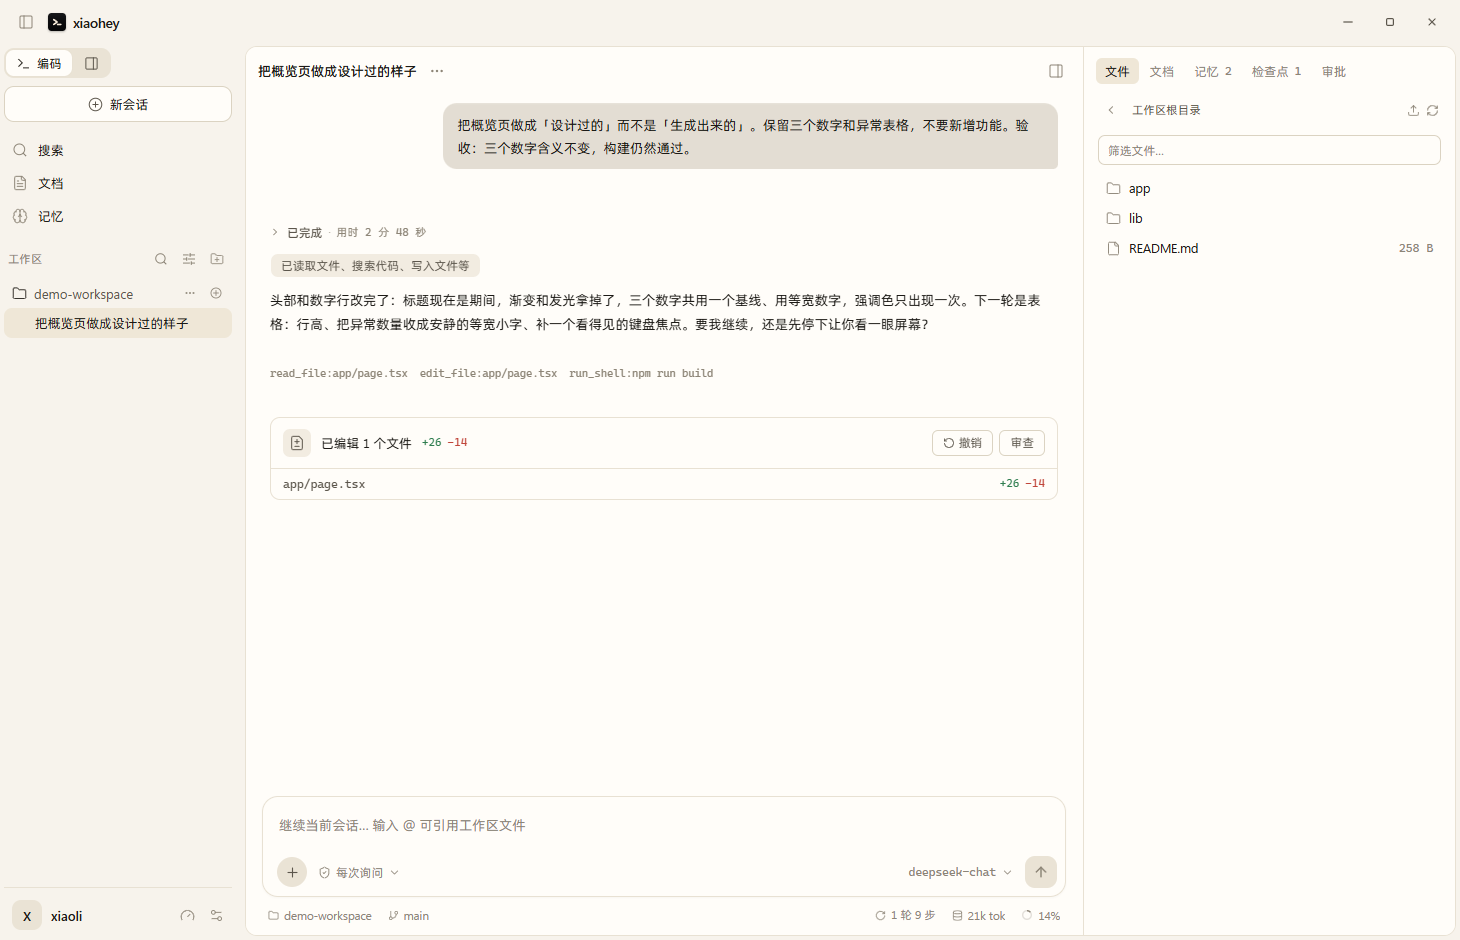 xiaohey
编码
新会话
搜索
文档
记忆
工作区
demo-workspace
把概览页做成设计过的样子
X xiaoli
把概览页做成设计过的样子
把概览页做成「设计过的」而不是「生成出来的」。保留三个数字和异常表格，不要新增功能。验
收：三个数字含义不变，构建仍然通过。
已完成 · 用时 2 分 48 秒
已读取文件、搜索代码、写入文件等
头部和数字行改完了：标题现在是期间，渐变和发光拿掉了，三个数字共用一个基线、用等宽数字，强调色只出现一次。下一轮是表
格：行高、把异常数量收成安静的等宽小字、补一个看得见的键盘焦点。要我继续，还是先停下让你看一眼屏幕？
read_file:app/page.tsx edit_file:app/page.tsx run_shell:npm run build
已编辑 1 个文件 +26 −14
撤销 审查
app/page.tsx +26 −14
继续当前会话... 输入 @ 可引用工作区文件
每次询问 deepseek-chat
demo-workspace main 1 轮 9 步 21k tok 14%
文件 文档 记忆 2 检查点 1 审批
工作区根目录
筛选文件...
app
lib
README.md 258 B